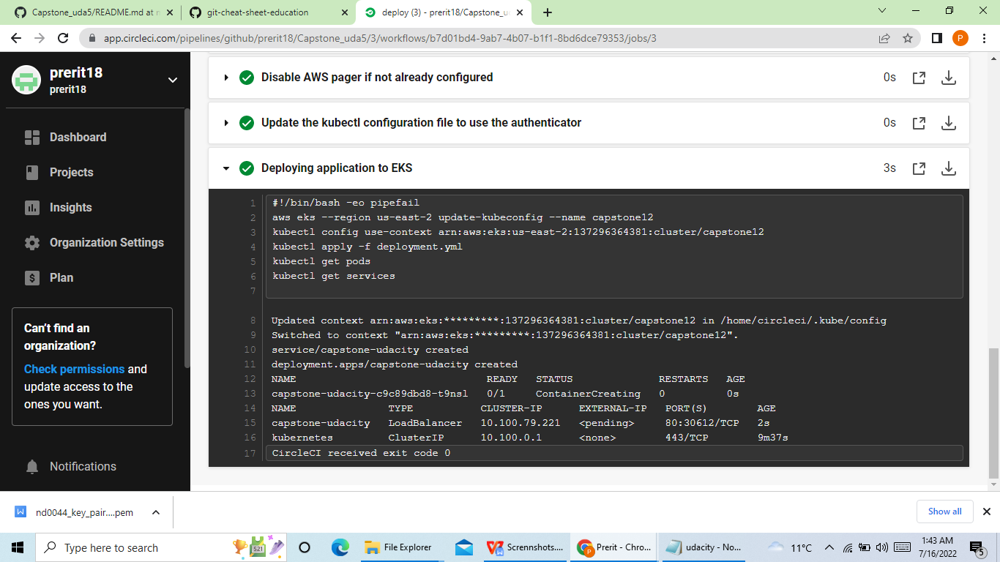 Capstone_uda5/README.md at m
git-cheat-sheet-education
deploy (3) - prerit18/Capstone_ud
app.circleci.com/pipelines/github/prerit18/Capstone_uda5/3/workflows/b7d01bd4-9ab7-4b07-b1f1-8bd6dce79353/jobs/3
P
prerit18
prerit18
Dashboard
Projects
Insights
Organization Settings
Plan
Can't find an
organization?
Check permissions and
update access to the
ones you want.
Notifications
Disable AWS pager if not already configured 0s
Update the kubectl configuration file to use the authenticator 0s
Deploying application to EKS 3s
1 #!/bin/bash -eo pipefail
2 aws eks --region us-east-2 update-kubeconfig --name capstone12
3 kubectl config use-context arn:aws:eks:us-east-2:137296364381:cluster/capstone12
4 kubectl apply -f deployment.yml
5 kubectl get pods
6 kubectl get services
7
8 Updated context arn:aws:eks:*********:137296364381:cluster/capstone12 in /home/circleci/.kube/config
9 Switched to context "arn:aws:eks:*********:137296364381:cluster/capstone12".
10 service/capstone-udacity created
11 deployment.apps/capstone-udacity created
12 NAME READY STATUS RESTARTS AGE
13 capstone-udacity-c9c89dbd8-t9nsl 0/1 ContainerCreating 0 0s
14 NAME TYPE CLUSTER-IP EXTERNAL-IP PORT(S) AGE
15 capstone-udacity LoadBalancer 10.100.79.221 <pending> 80:30612/TCP 2s
16 kubernetes ClusterIP 10.100.0.1 <none> 443/TCP 9m37s
17 CircleCI received exit code 0
nd0044_key_pair....pem
Show all
Type here to search
521
File Explorer
Scrennshots....
Prerit - Chro...
udacity - No...
11°C
1:43 AM
7/16/2022
5